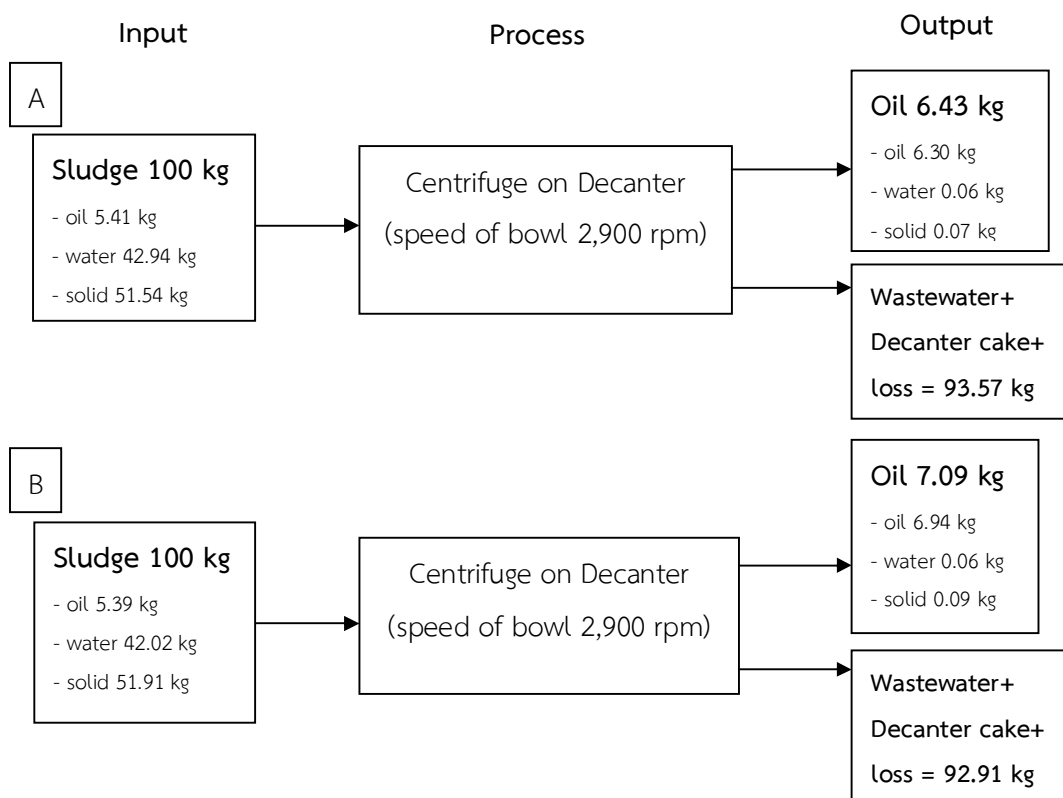 Input
Process
Output
A
Sludge 100 kg
- oil 5.41 kg
- water 42.94 kg
- solid 51.54 kg
Centrifuge on Decanter
(speed of bowl 2,900 rpm)
Oil 6.43 kg
- oil 6.30 kg
- water 0.06 kg
- solid 0.07 kg
Wastewater+
Decanter cake+
loss = 93.57 kg
B
Sludge 100 kg
- oil 5.39 kg
- water 42.02 kg
- solid 51.91 kg
Centrifuge on Decanter
(speed of bowl 2,900 rpm)
Oil 7.09 kg
- oil 6.94 kg
- water 0.06 kg
- solid 0.09 kg
Wastewater+
Decanter cake+
loss = 92.91 kg